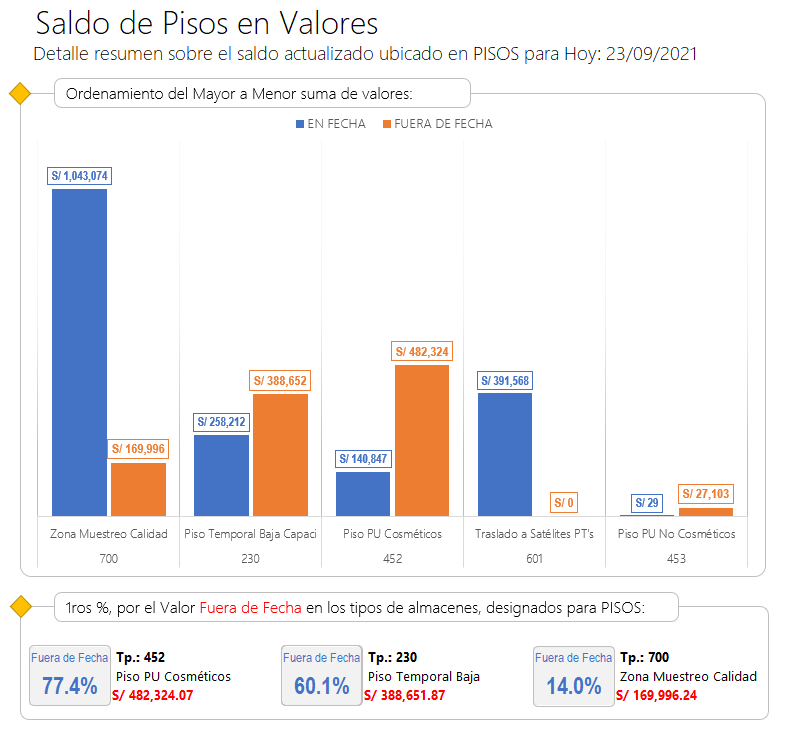 Saldo de Pisos en Valores
Detalle resumen sobre el saldo actualizado ubicado en PISOS para Hoy: 23/09/2021
Ordenamiento del Mayor a Menor suma de valores:
EN FECHA FUERA DE FECHA
S/ 1,043,074
S/ 169,996
S/ 258,212
S/ 388,652
S/ 140,847
S/ 482,324
S/ 391,568
S/ 0
S/ 29
S/ 27,103
Zona Muestreo Calidad Piso Temporal Baja Capaci Piso PU Cosméticos Traslado a Satélites PT's Piso PU No Cosméticos
700 230 452 601 453
1ros %, por el Valor Fuera de Fecha en los tipos de almacenes, designados para PISOS:
Fuera de Fecha
77.4%
Tp.: 452
Piso PU Cosméticos
S/ 482,324.07
Fuera de Fecha
60.1%
Tp.: 230
Piso Temporal Baja
S/ 388,651.87
Fuera de Fecha
14.0%
Tp.: 700
Zona Muestreo Calidad
S/ 169,996.24